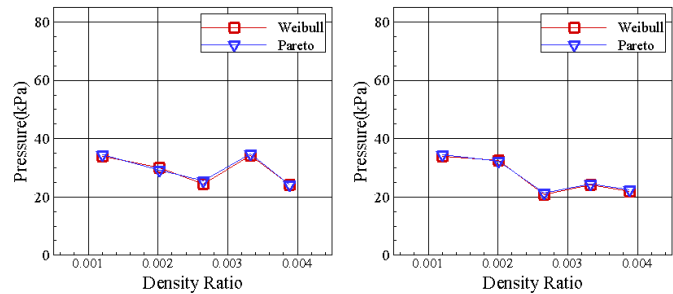 80
60
40
20
0
Pressure(kPa)
Weibull
Pareto
0.001 0.002 0.003 0.004
Density Ratio
80
60
40
20
0
Pressure(kPa)
Weibull
Pareto
0.001 0.002 0.003 0.004
Density Ratio